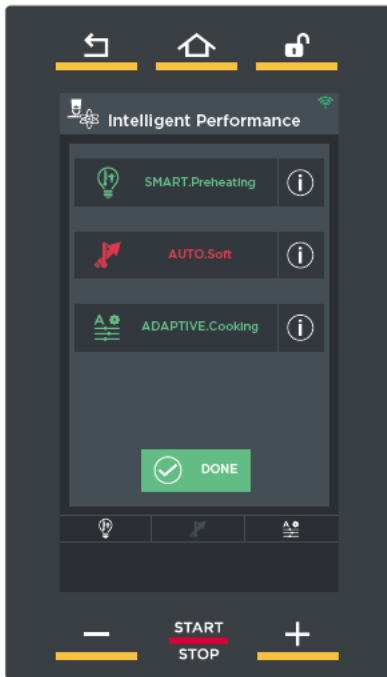 Intelligent Performance
SMART.Preheating
AUTO.Soft
ADAPTIVE.Cooking
DONE
START
STOP